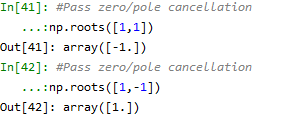 In[41]: #Pass zero/pole cancellation
...:np.roots([1,1])
Out[41]: array([-1.])
In[42]: #Pass zero/pole cancellation
...:np.roots([1,-1])
Out[42]: array([1.])